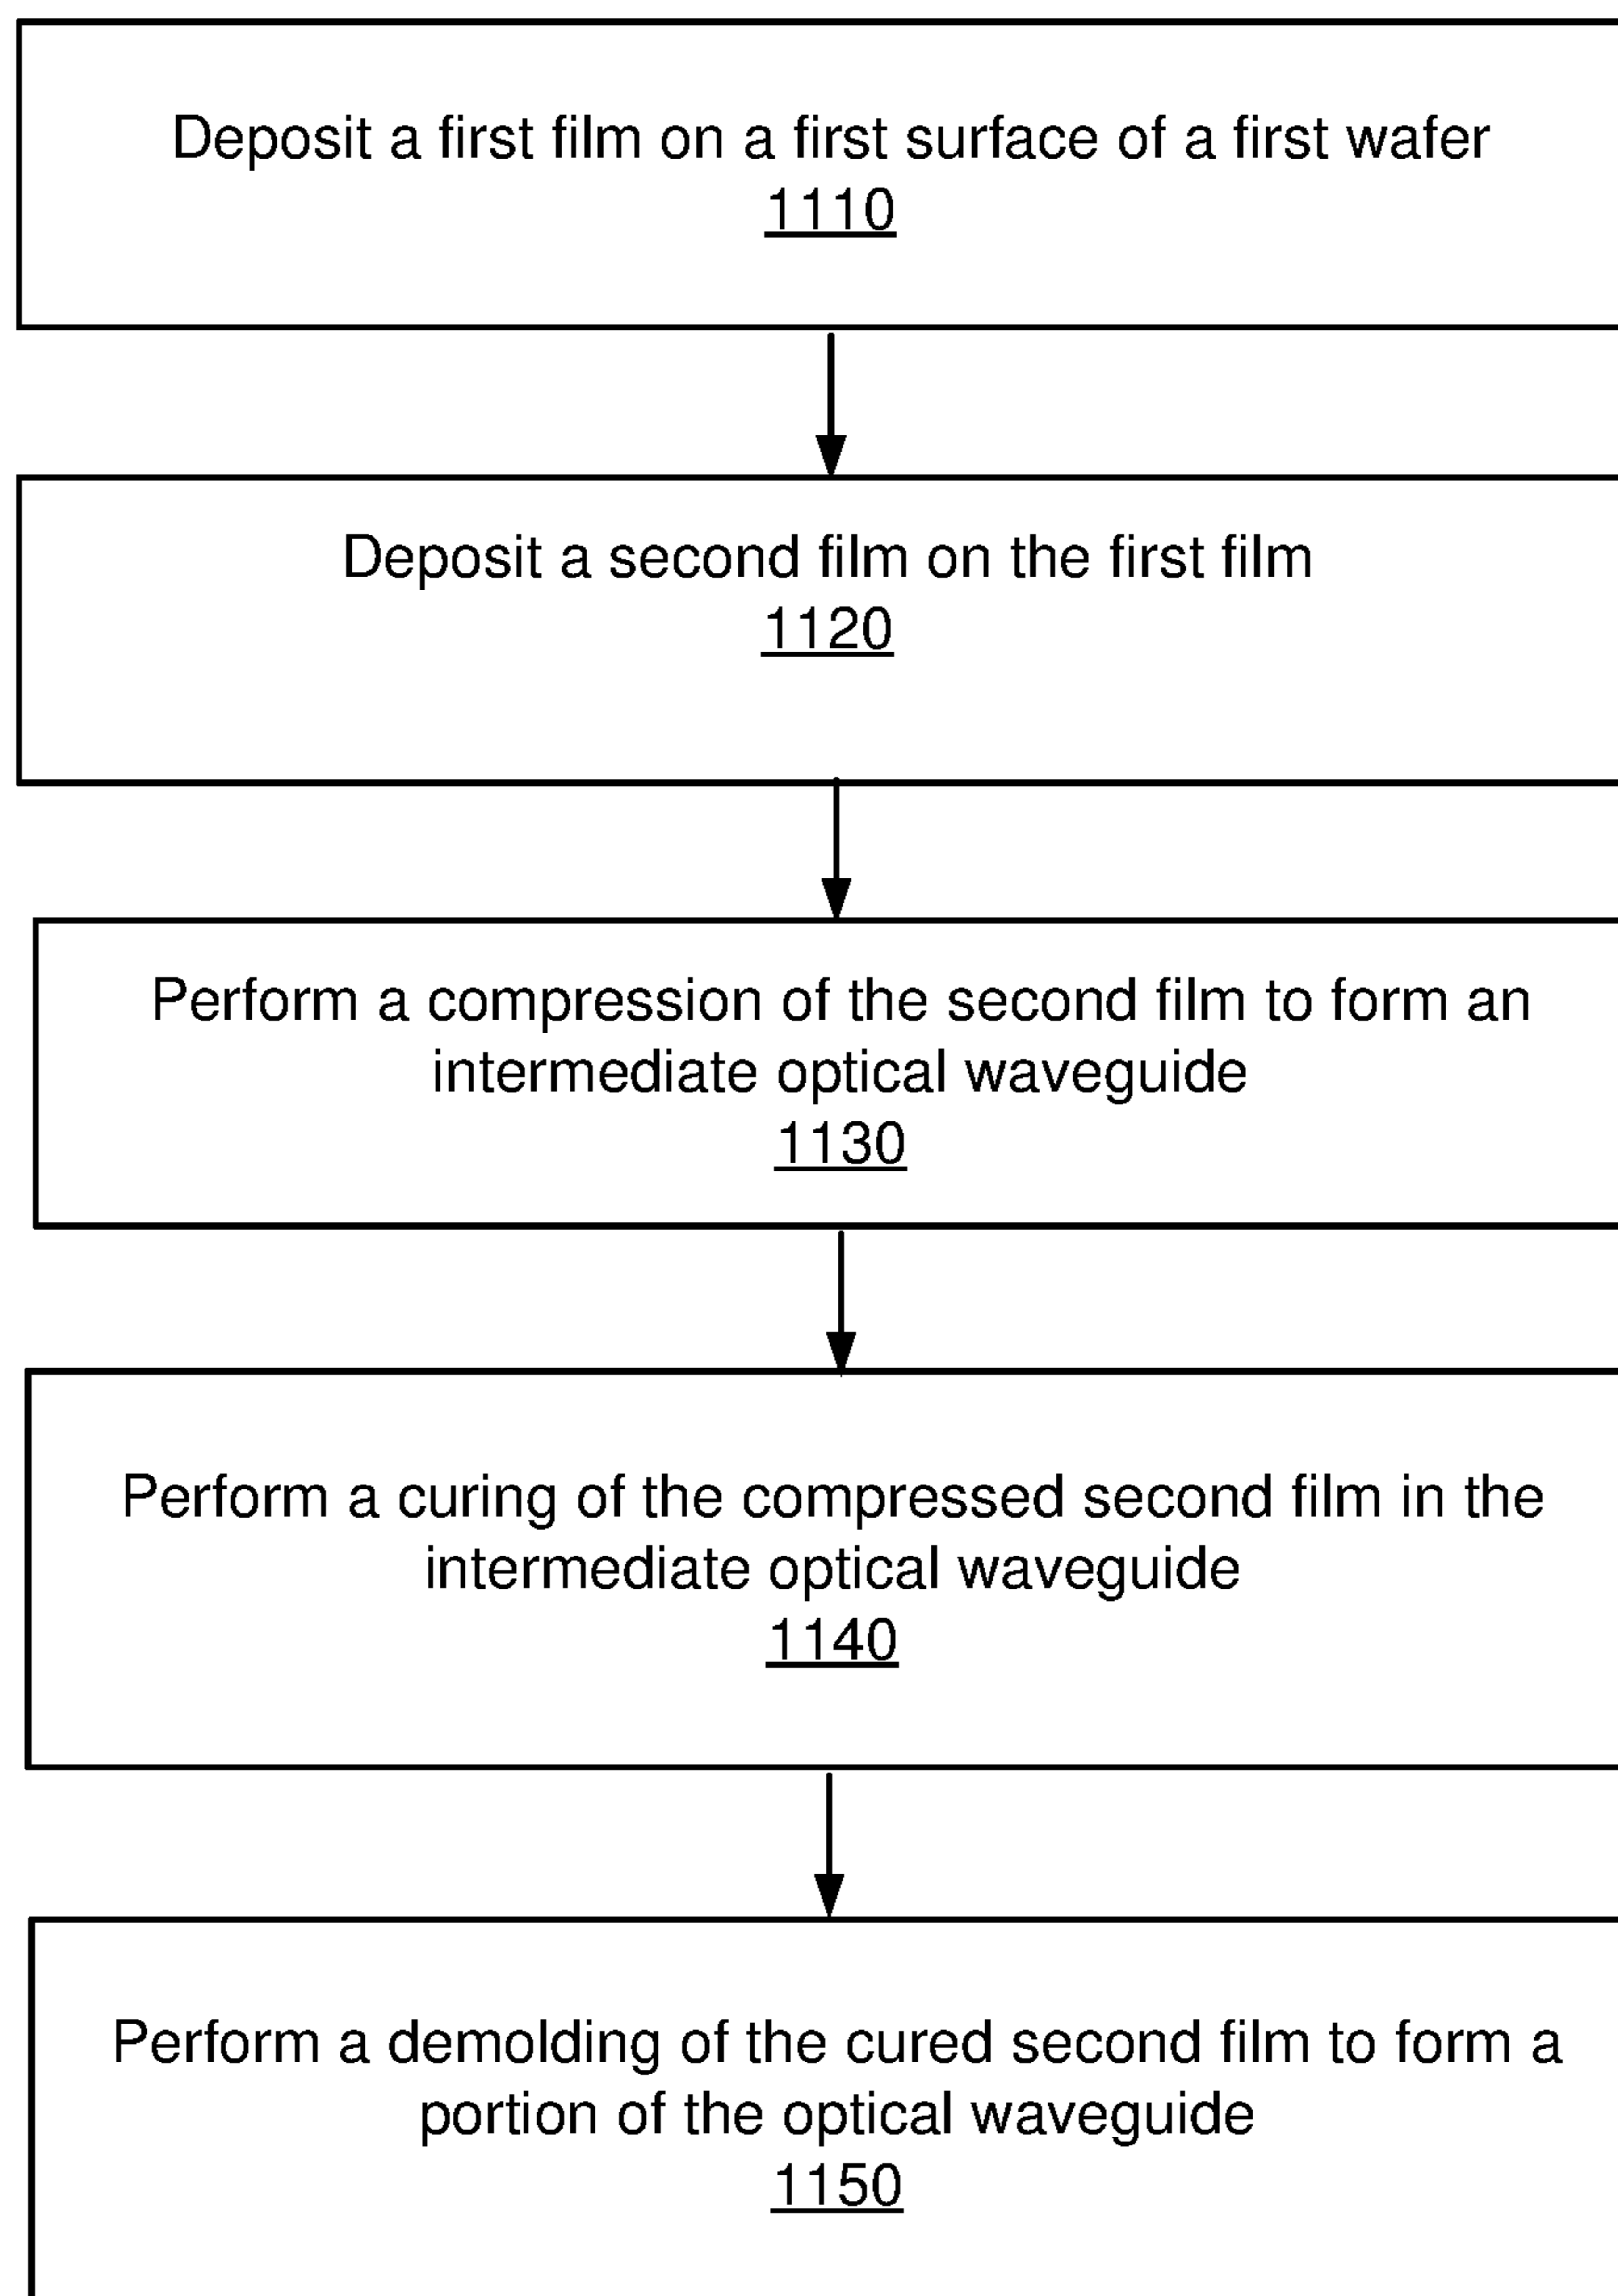 Deposit a first film on a first surface of a first wafer
1110
Deposit a second film on the first film
1120
Perform a compression of the second film to form an
intermediate optical waveguide
1130
Perform a curing of the compressed second film in the
intermediate optical waveguide
1140
Perform a demolding of the cured second film to form a
portion of the optical waveguide
1150